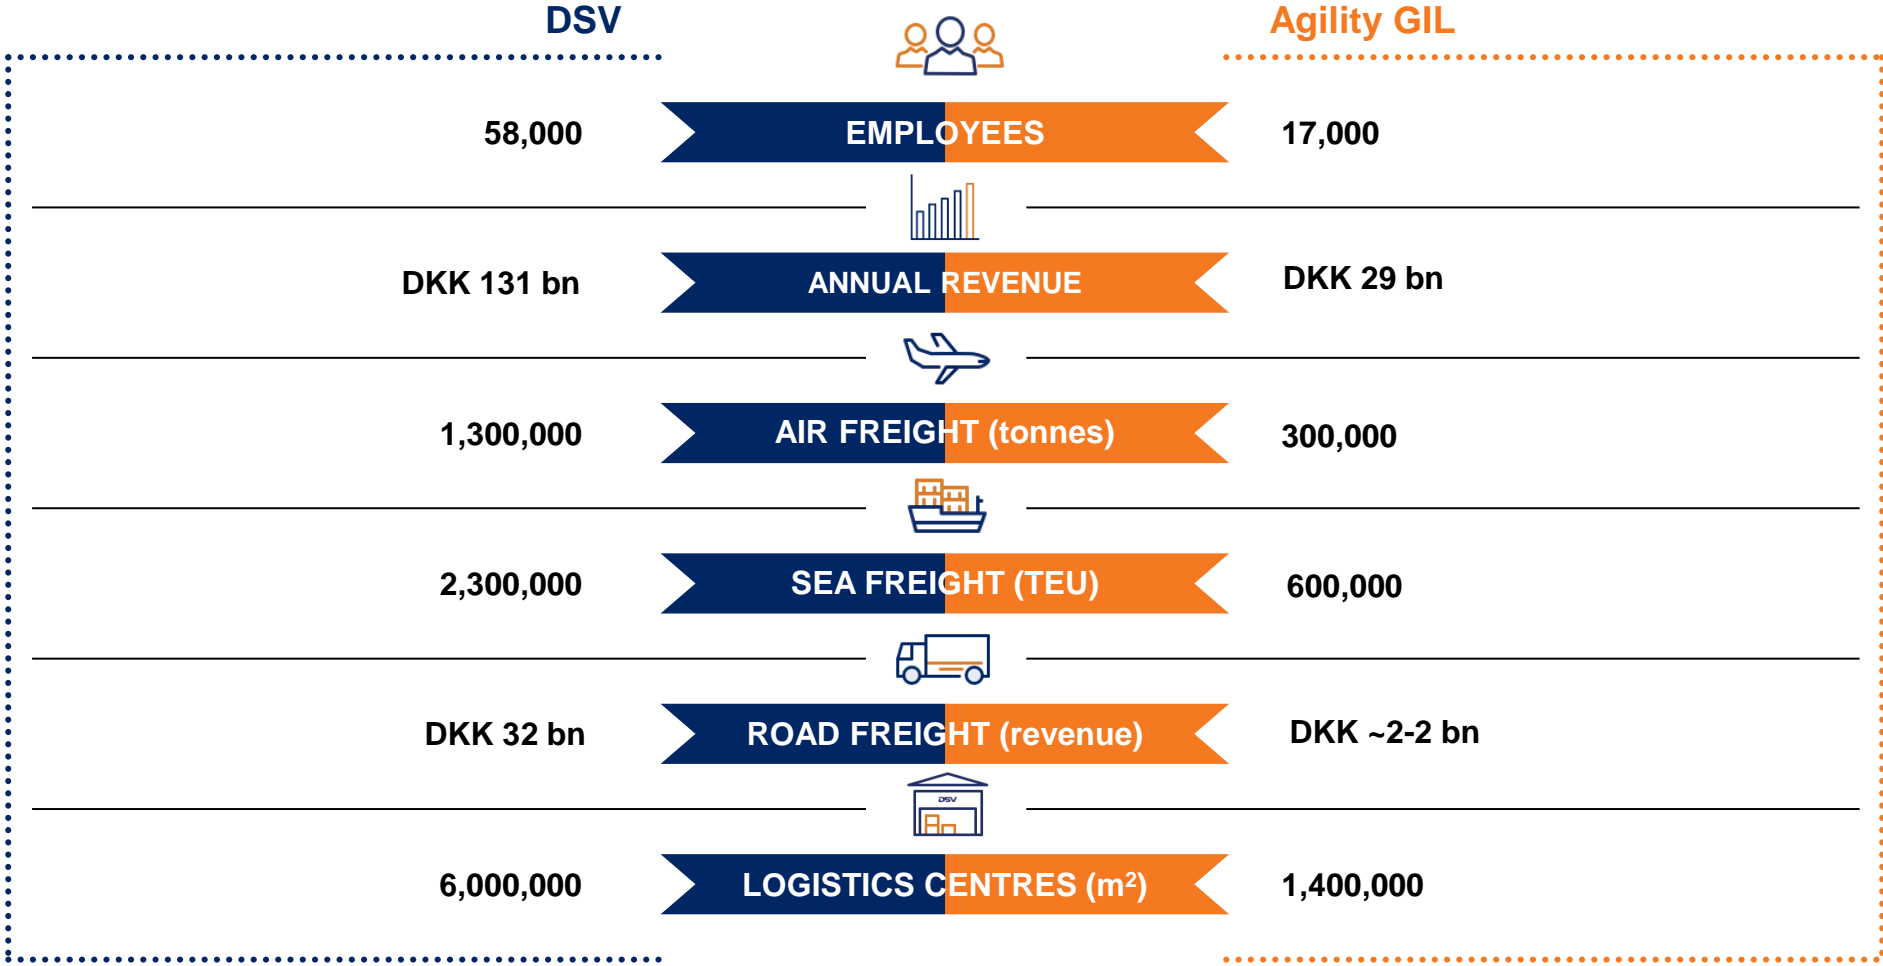 DSV
Agility GIL
58,000
EMPLOYEES
17,000
DKK 131 bn
ANNUAL REVENUE
DKK 29 bn
1,300,000
AIR FREIGHT (tonnes)
300,000
2,300,000
SEA FREIGHT (TEU)
600,000
DKK 32 bn
ROAD FREIGHT (revenue)
DKK ~2-2 bn
DSV
6,000,000
LOGISTICS CENTRES (m²)
1,400,000